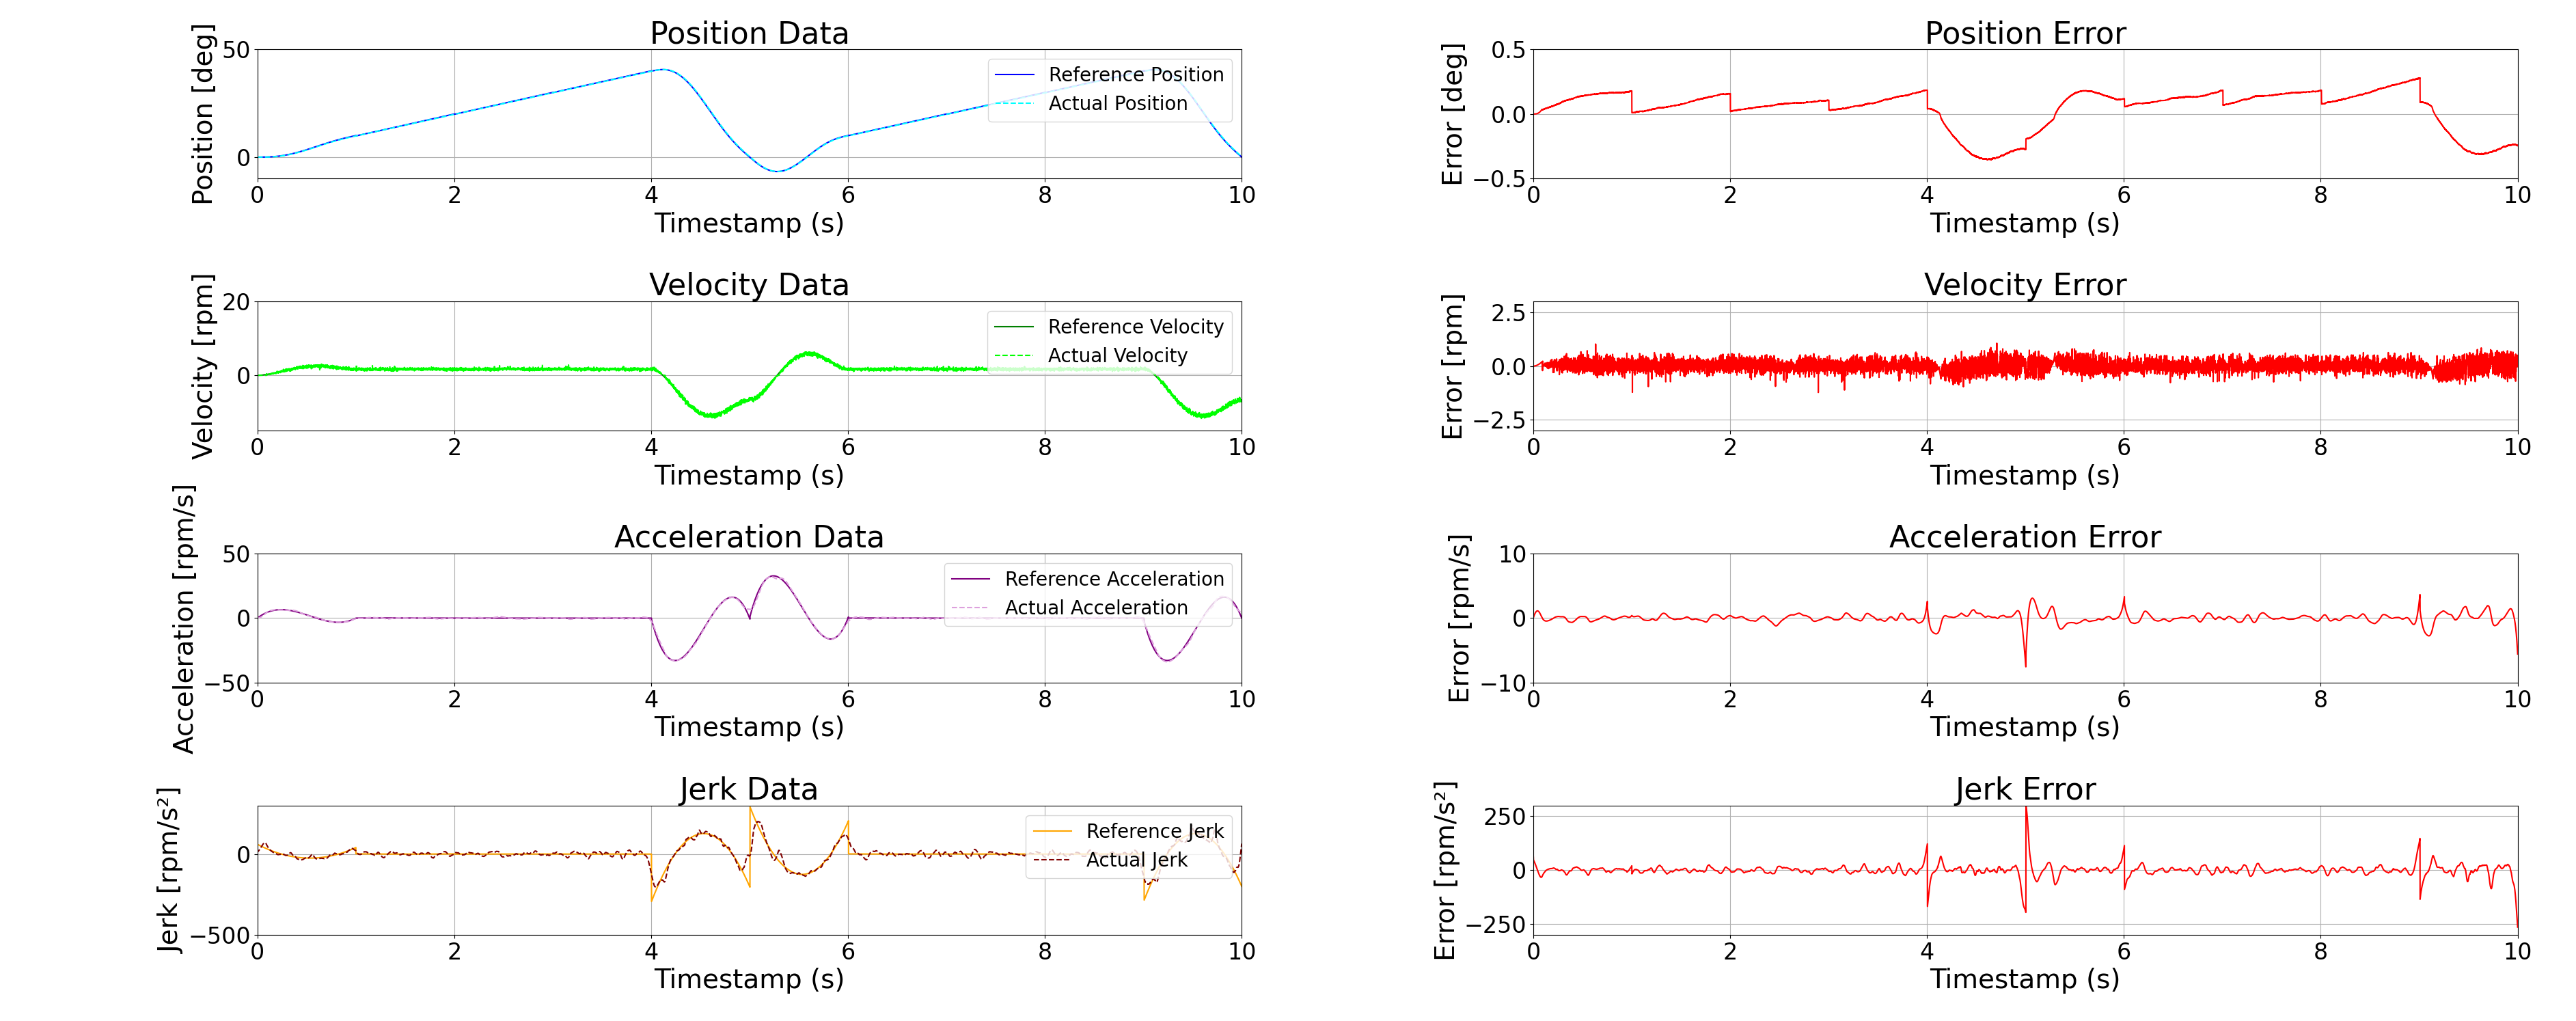 Position Data
Position [deg]
50
0
Reference Position
Actual Position
0 2 4 6 8 10
Timestamp (s)
Position Error
Error [deg]
0.5
0.0
−0.5
0 2 4 6 8 10
Timestamp (s)
Velocity Data
Velocity [rpm]
20
0
Reference Velocity
Actual Velocity
0 2 4 6 8 10
Timestamp (s)
Velocity Error
Error [rpm]
2.5
0.0
−2.5
0 2 4 6 8 10
Timestamp (s)
Acceleration Data
Acceleration [rpm/s]
50
0
−50
Reference Acceleration
Actual Acceleration
0 2 4 6 8 10
Timestamp (s)
Acceleration Error
Error [rpm/s]
10
0
−10
0 2 4 6 8 10
Timestamp (s)
Jerk Data
Jerk [rpm/s²]
0
−500
Reference Jerk
Actual Jerk
0 2 4 6 8 10
Timestamp (s)
Jerk Error
Error [rpm/s²]
250
0
−250
0 2 4 6 8 10
Timestamp (s)